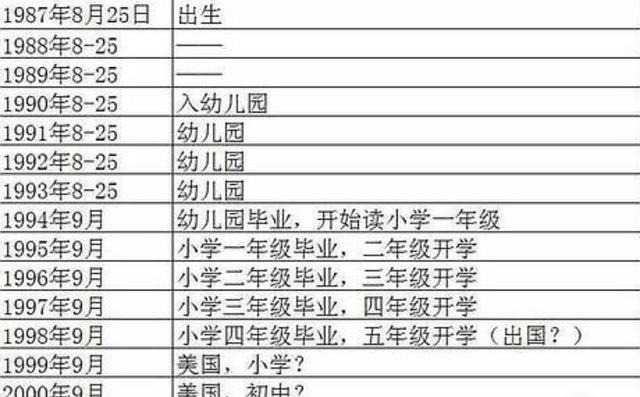 1987年8月25日 出生
1988年8-25 ——
1989年8-25 ——
1990年8-25 入幼儿园
1991年8-25 幼儿园
1992年8-25 幼儿园
1993年8-25 幼儿园
1994年9月 幼儿园毕业，开始读小学一年级
1995年9月 小学一年级毕业，二年级开学
1996年9月 小学二年级毕业，三年级开学
1997年9月 小学三年级毕业，四年级开学
1998年9月 小学四年级毕业，五年级开学（出国？）
1999年9月 美国，小学？
2000年9月 美国，初中？